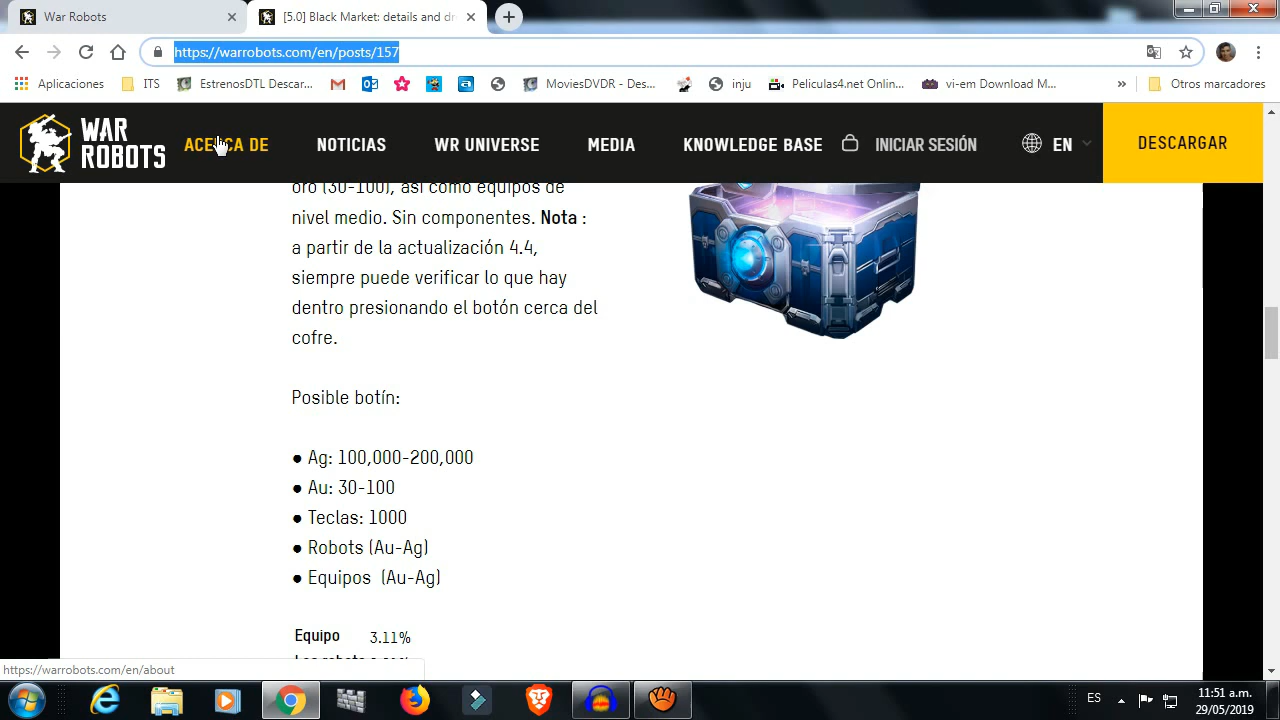 War Robots
[5.0] Black Market: details and dr
https://warrobots.com/en/posts/157
Aplicaciones
ITS
EstrenosDTL Descar...
MoviesDVDR - Des...
inju
Peliculas4.net Onlin...
vi-em Download M...
»
Otros marcadores
WAR
ROBOTS
ACERCA DE
NOTICIAS
WR UNIVERSE
MEDIA
KNOWLEDGE BASE
INICIAR SESIÓN
EN
DESCARGAR
oro (30-100), así como equipos de
nivel medio. Sin componentes. Nota :
a partir de la actualización 4.4,
siempre puede verificar lo que hay
dentro presionando el botón cerca del
cofre.
Posible botín:
● Ag: 100,000-200,000
● Au: 30-100
● Teclas: 1000
● Robots (Au-Ag)
● Equipos (Au-Ag)
Equipo 3.11%
https://warrobots.com/en/about
ES
11:51 a.m.
29/05/2019